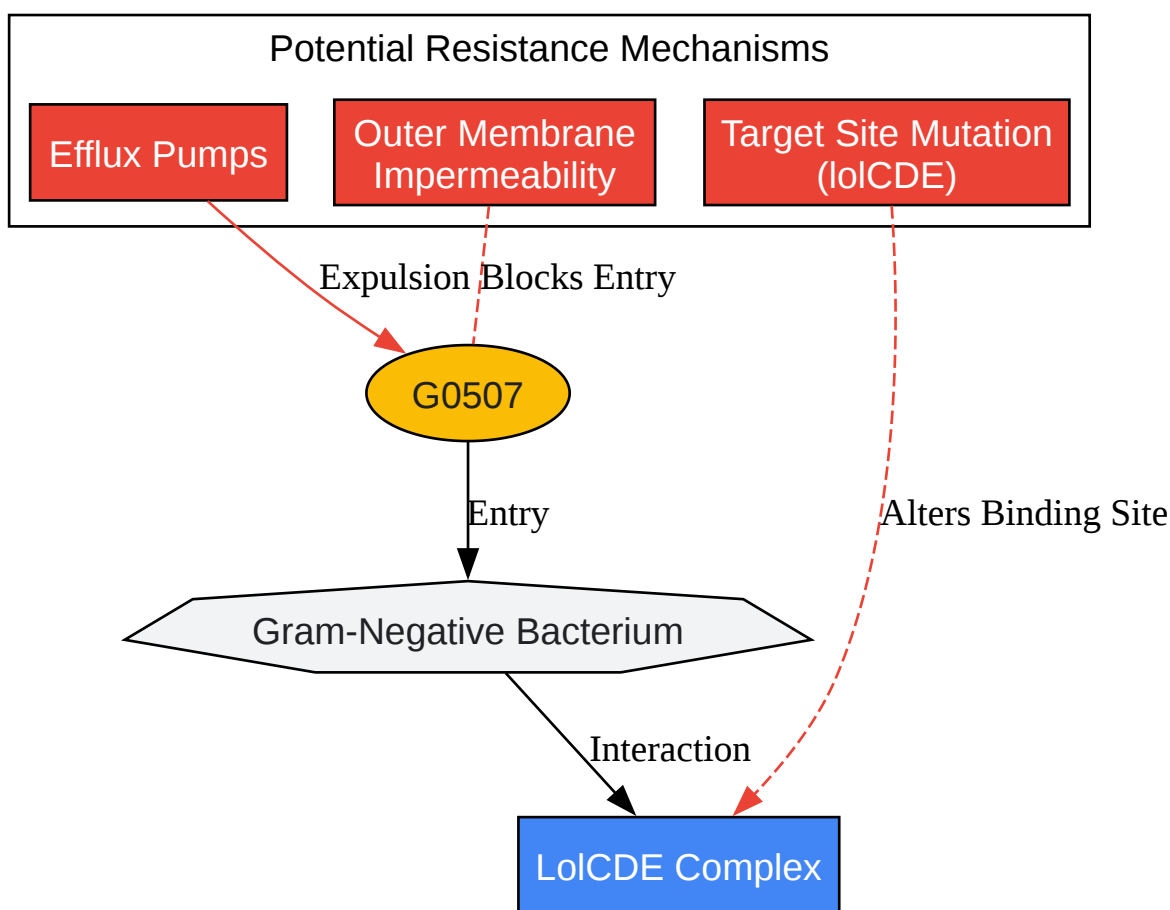 Potential Resistance Mechanisms
Efflux Pumps
Outer Membrane
Impermeability
Target Site Mutation
(lolCDE)
Expulsion
Blocks Entry
G0507
Entry
Alters Binding Site
Gram-Negative Bacterium
Interaction
LolCDE Complex